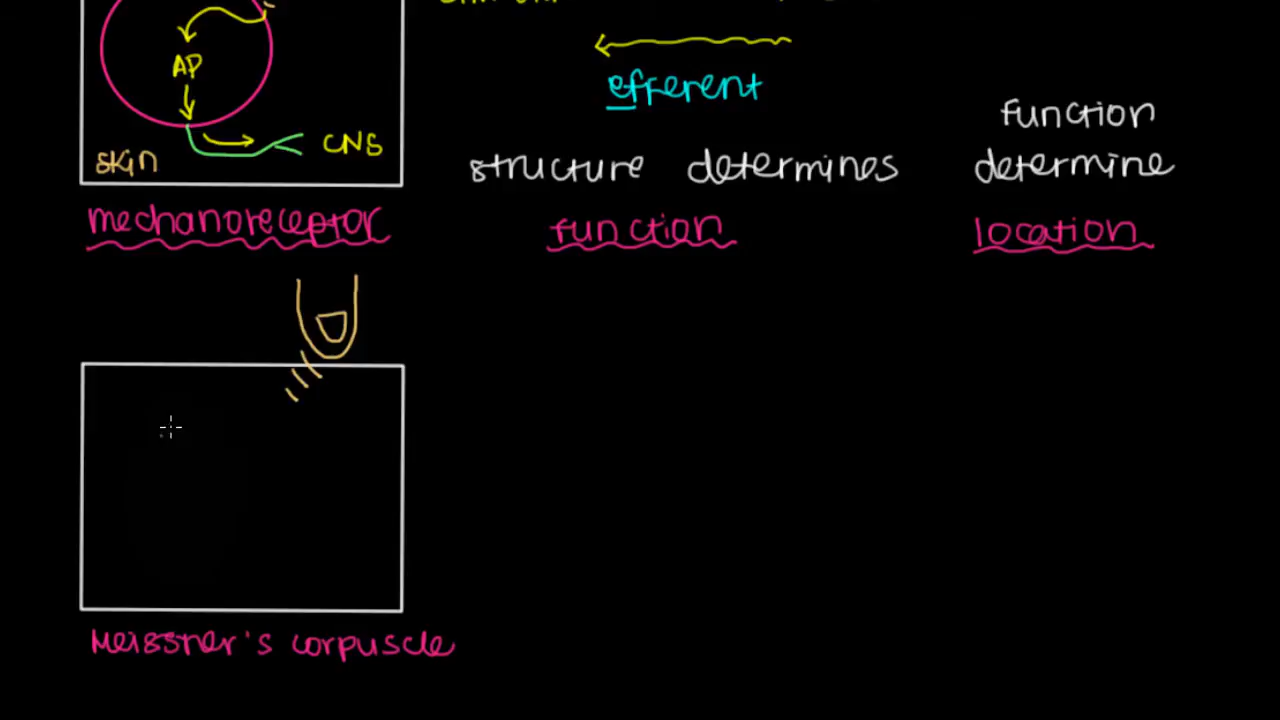 AP
CNS
skin
mechanoreceptor
efferent
structure determines
function
function
determine
location
Meissner's corpuscle